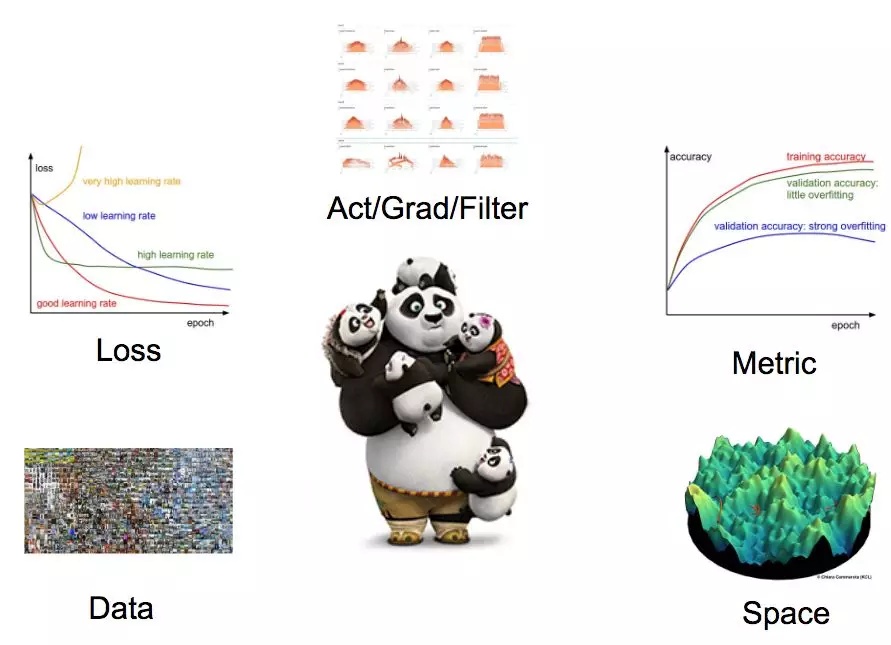 Act/Grad/Filter
loss
very high learning rate
low learning rate
high learning rate
good learning rate
epoch
Loss
accuracy
training accuracy
validation accuracy:
little overfitting
validation accuracy: strong overfitting
epoch
Metric
Data
© Chiara Cammarota (KCL)
Space